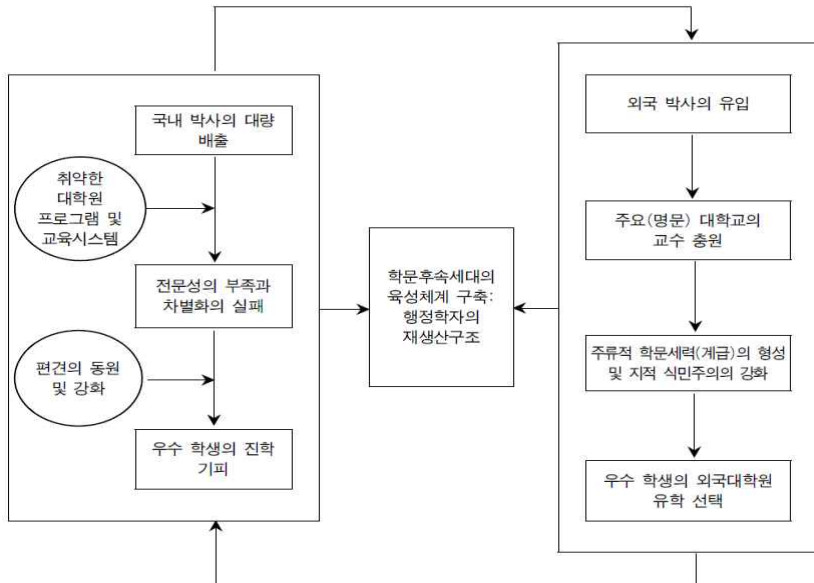 국내 박사의 대량
배출
취약한
대학원
프로그램 및
교육시스템
전문성의 부족과
차별화의 실패
편견의 동원
및 강화
우수 학생의 진학
기피
학문후속세대의
육성체계 구축:
행정학자의
재생산구조
외국 박사의 유입
주요(명문) 대학교의
교수 충원
주류적 학문세력(계급)의 형성
및 지적 식민주의의 강화
우수 학생의 외국대학원
유학 선택